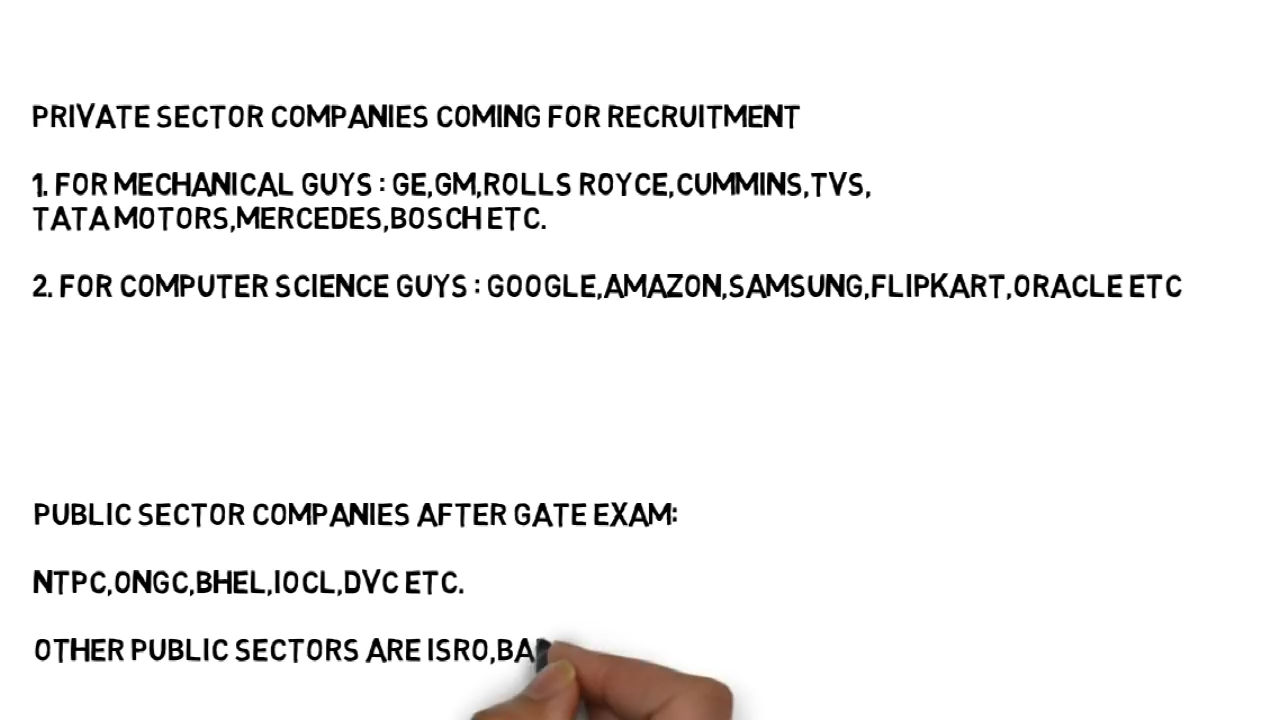 PRIVATE SECTOR COMPANIES COMING FOR RECRUITMENT
1. FOR MECHANICAL GUYS : GE,GM,ROLLS ROYCE,CUMMINS,TVS,
TATA MOTORS,MERCEDES,BOSCH ETC.
2. FOR COMPUTER SCIENCE GUYS : GOOGLE,AMAZON,SAMSUNG,FLIPKART,ORACLE ETC
PUBLIC SECTOR COMPANIES AFTER GATE EXAM:
NTPC,ONGC,BHEL,IOCL,DVC ETC.
OTHER PUBLIC SECTORS ARE ISRO,